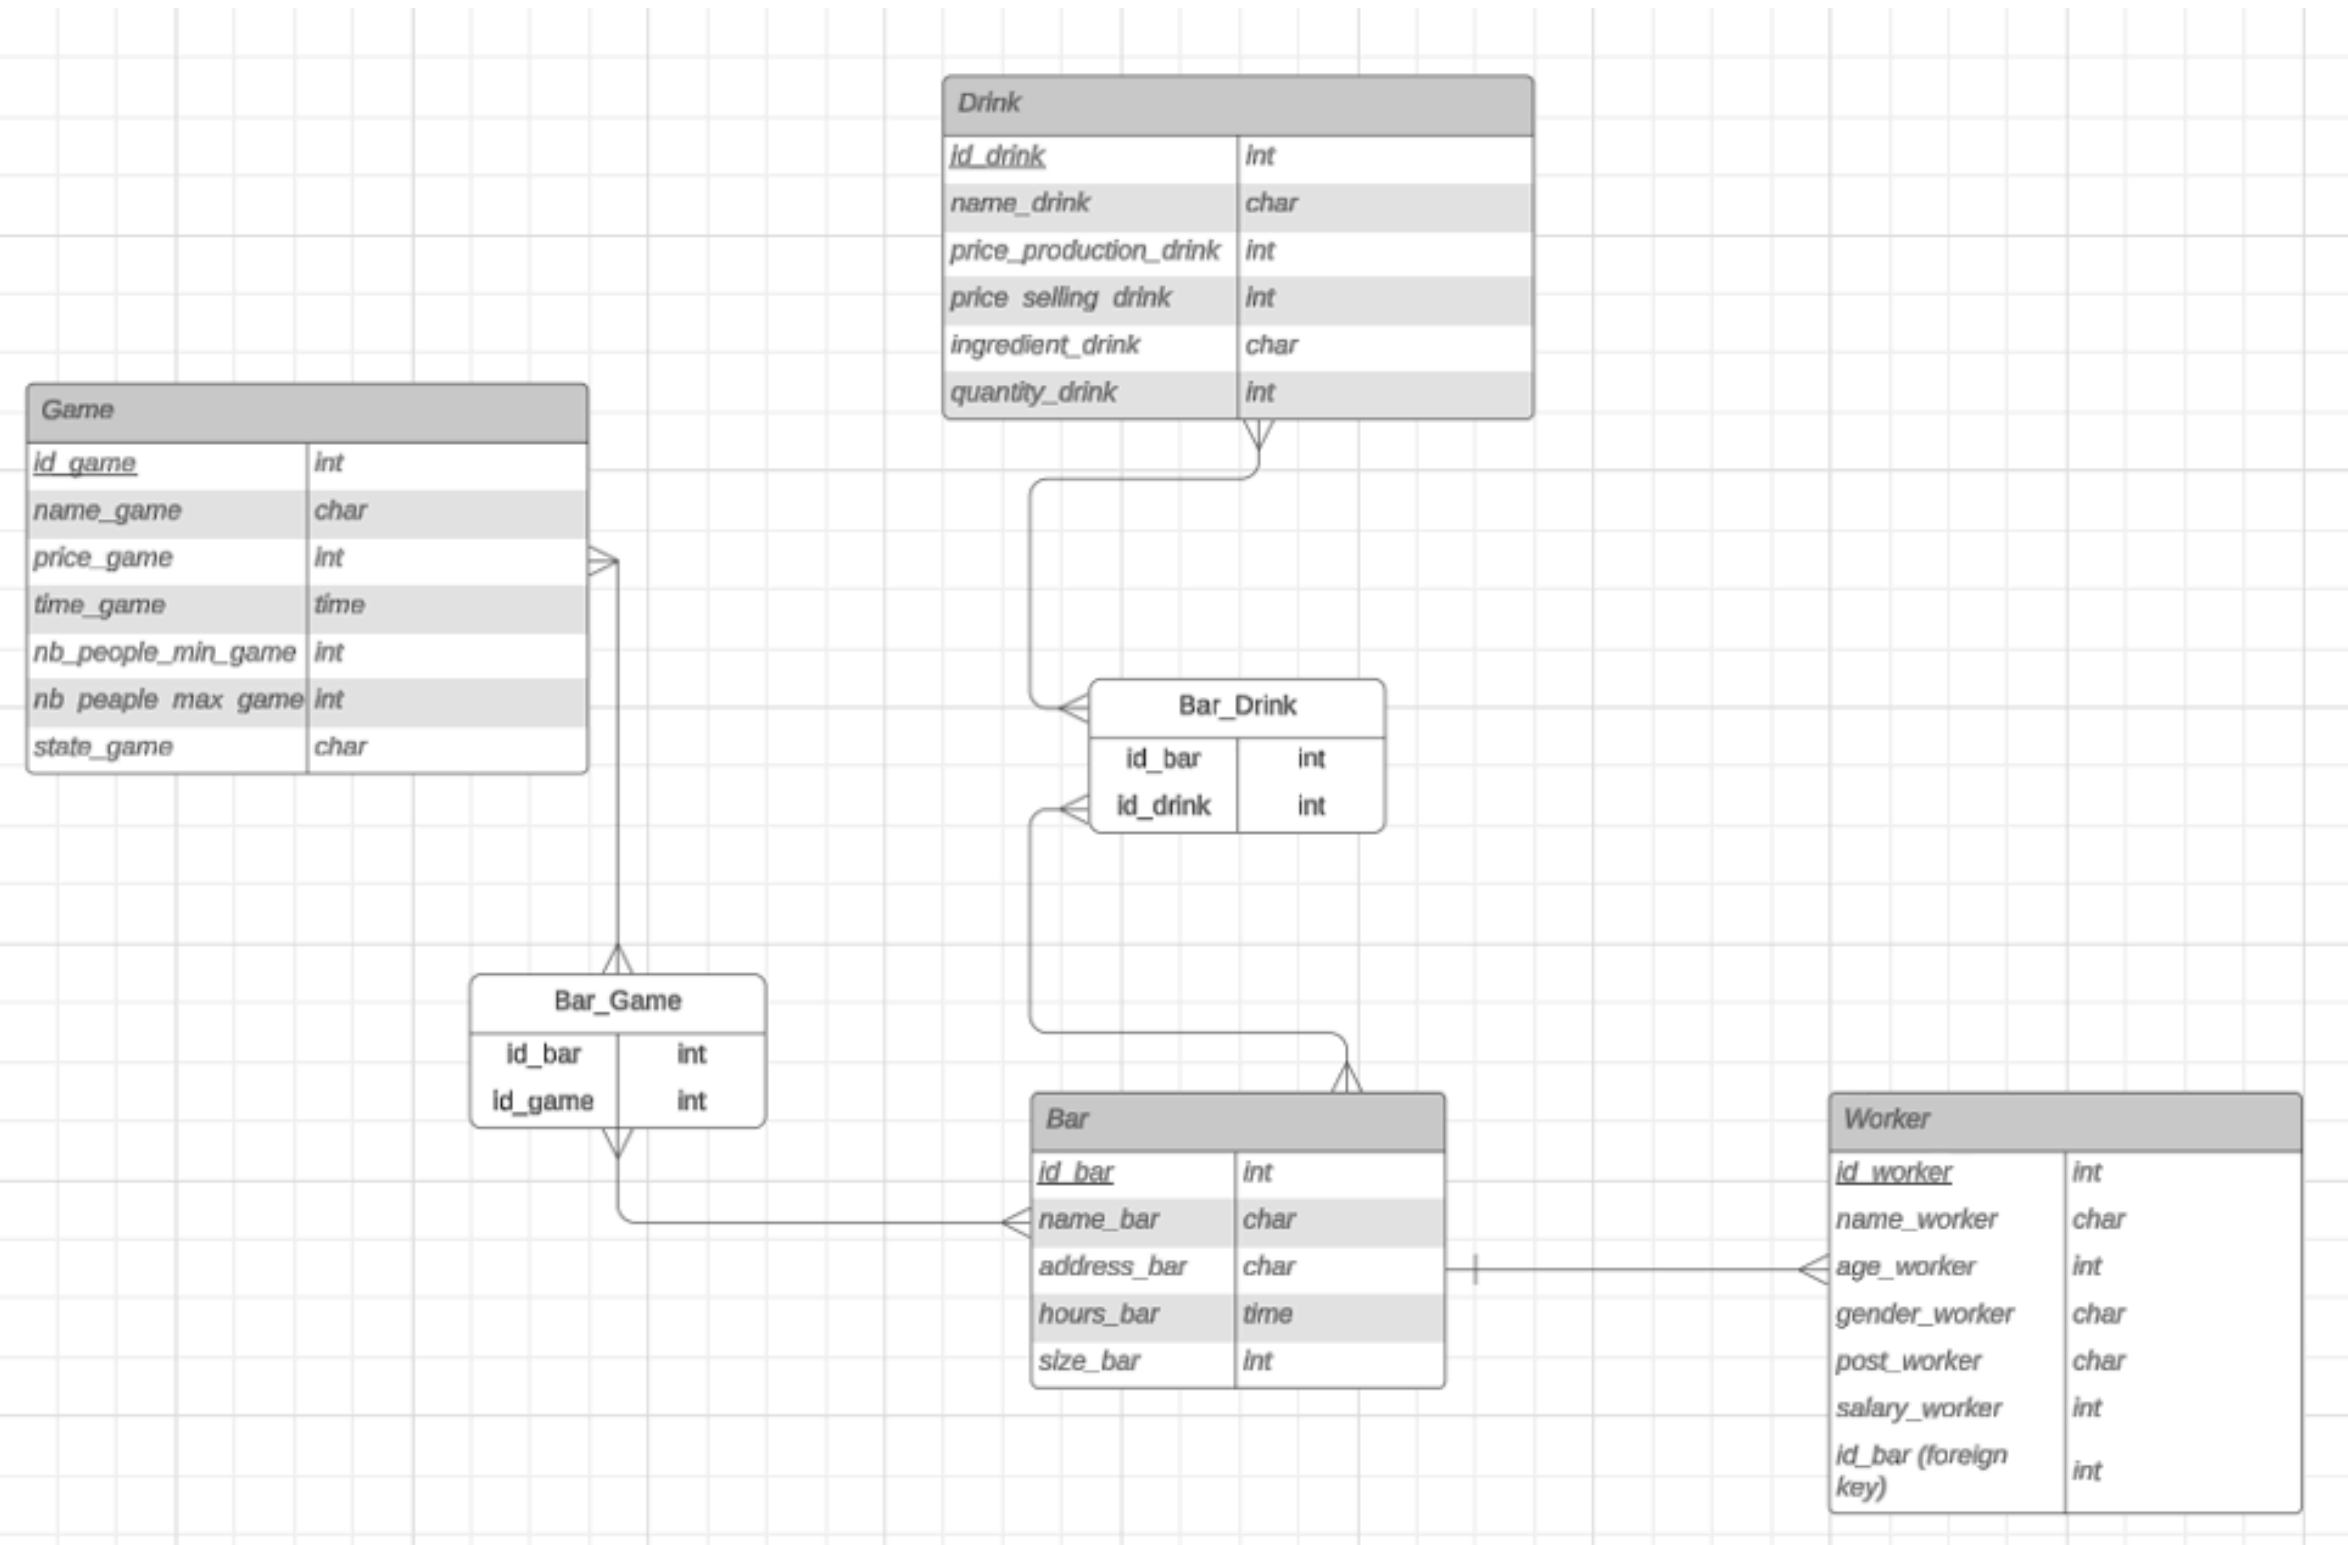 Drink
id_drink int
name_drink char
price_production_drink int
price_selling_drink int
ingredient_drink char
quantity_drink int
Game
id_game int
name_game char
price_game int
time_game time
nb_people_min_game int
nb_peaple_max_game int
state_game char
Bar_Drink
id_bar int
id_drink int
Bar_Game
id_bar int
id_game int
Bar
id_bar int
name_bar char
address_bar char
hours_bar time
size_bar int
Worker
id_worker int
name_worker char
age_worker int
gender_worker char
post_worker char
salary_worker int
id_bar (foreign
key) int